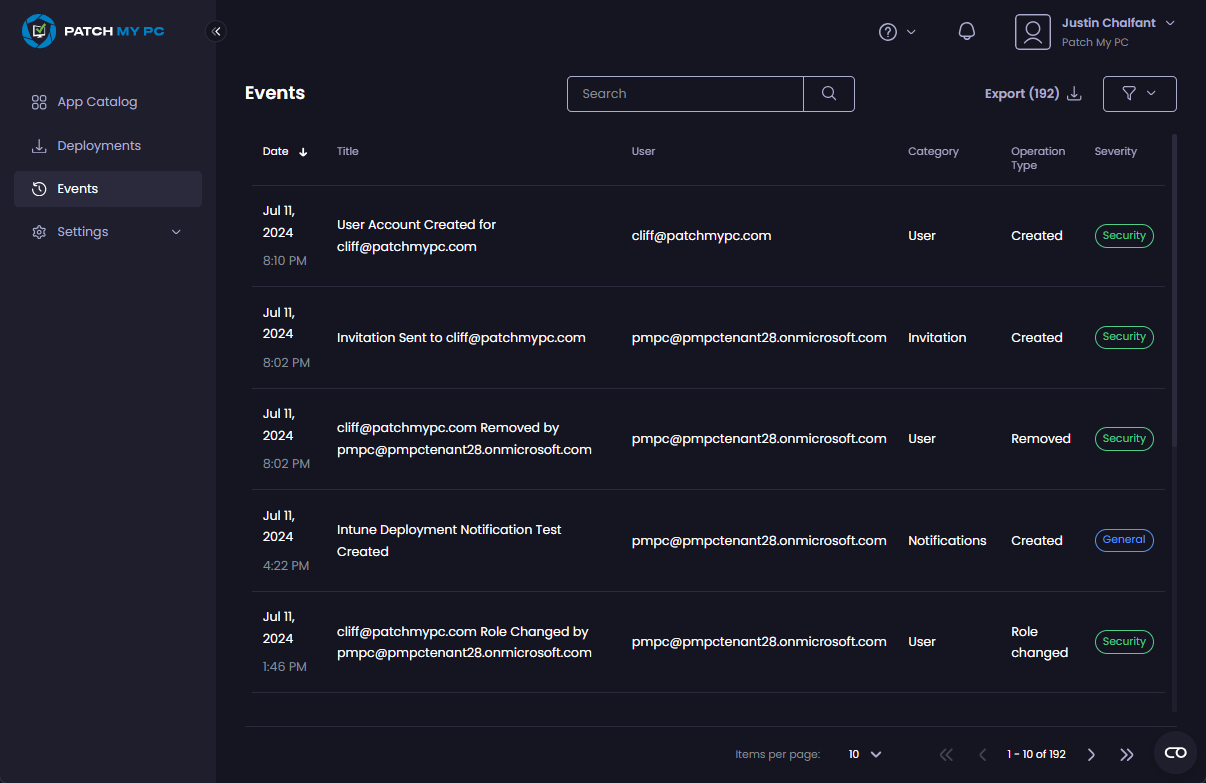 PATCH MY PC
Justin Chalfant
Patch My PC
App Catalog
Deployments
Events
Settings
Events
Search
Export (192)
Date Title User Category Operation Severity
Type
Jul 11,
2024
8:10 PM
User Account Created for
cliff@patchmypc.com
cliff@patchmypc.com
User
Created
Security
Jul 11,
2024
8:02 PM
Invitation Sent to cliff@patchmypc.com
pmpc@pmpctenant28.onmicrosoft.com
Invitation
Created
Security
Jul 11,
2024
8:02 PM
cliff@patchmypc.com Removed by
pmpc@pmpctenant28.onmicrosoft.com
pmpc@pmpctenant28.onmicrosoft.com
User
Removed
Security
Jul 11,
2024
4:22 PM
Intune Deployment Notification Test
Created
pmpc@pmpctenant28.onmicrosoft.com
Notifications
Created
General
Jul 11,
2024
1:46 PM
cliff@patchmypc.com Role Changed by
pmpc@pmpctenant28.onmicrosoft.com
pmpc@pmpctenant28.onmicrosoft.com
User
Role
changed
Security
Items per page: 10 1 - 10 of 192